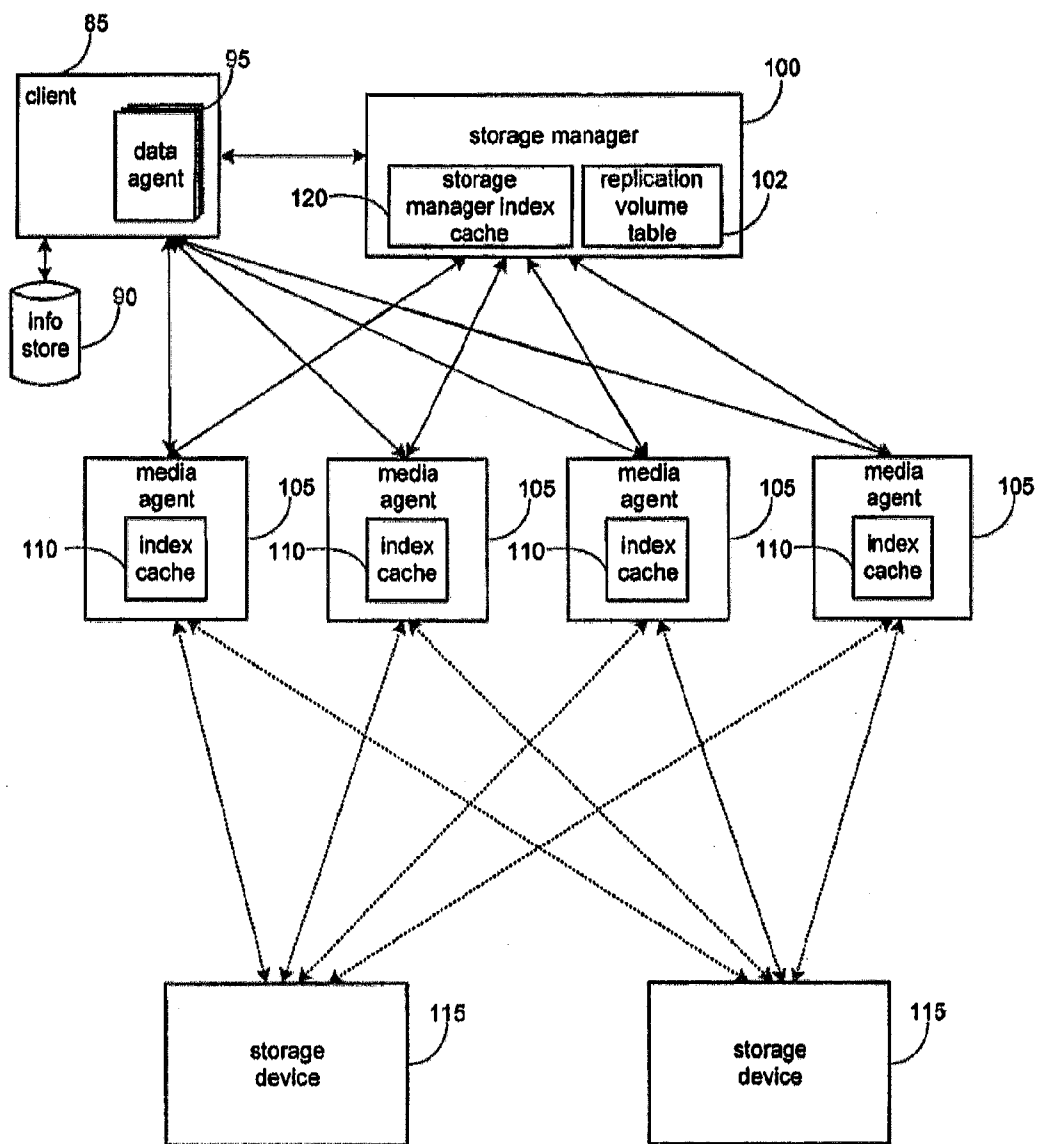 85
95
client
data
agent
100
storage manager
120
storage
manager index
cache
replication
volume
table
102
90
info
store
media
agent
105
110
index
cache
media
agent
105
110
index
cache
media
agent
105
110
index
cache
media
agent
105
110
index
cache
storage
device
115
storage
device
115